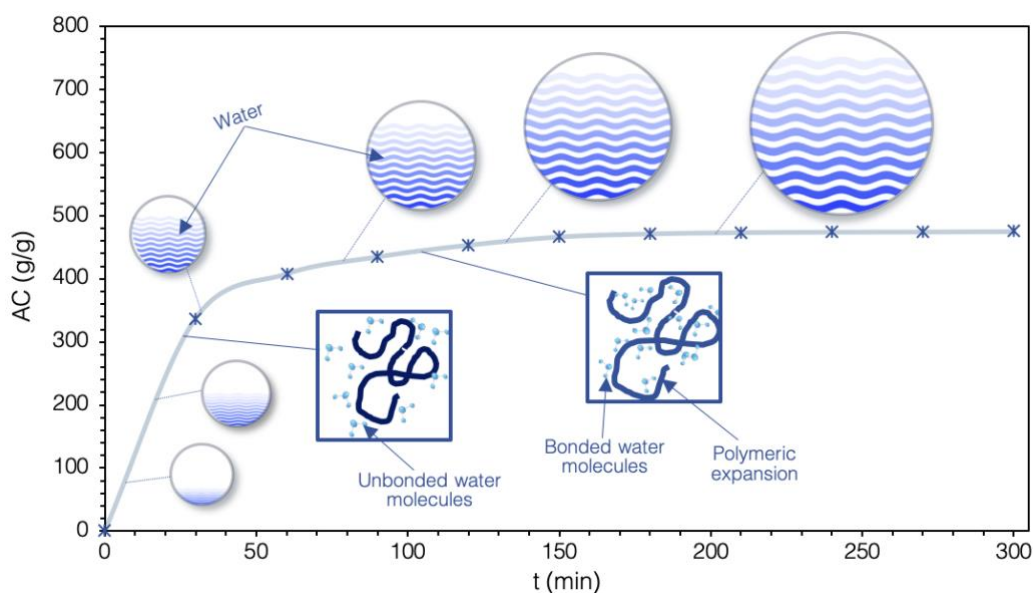 800
700
600
500
400
300
200
100
0
AC (g/g)
Water
Unbonded water
molecules
Bonded water
molecules
Polymeric
expansion
0
50
100
150
200
250
300
t (min)